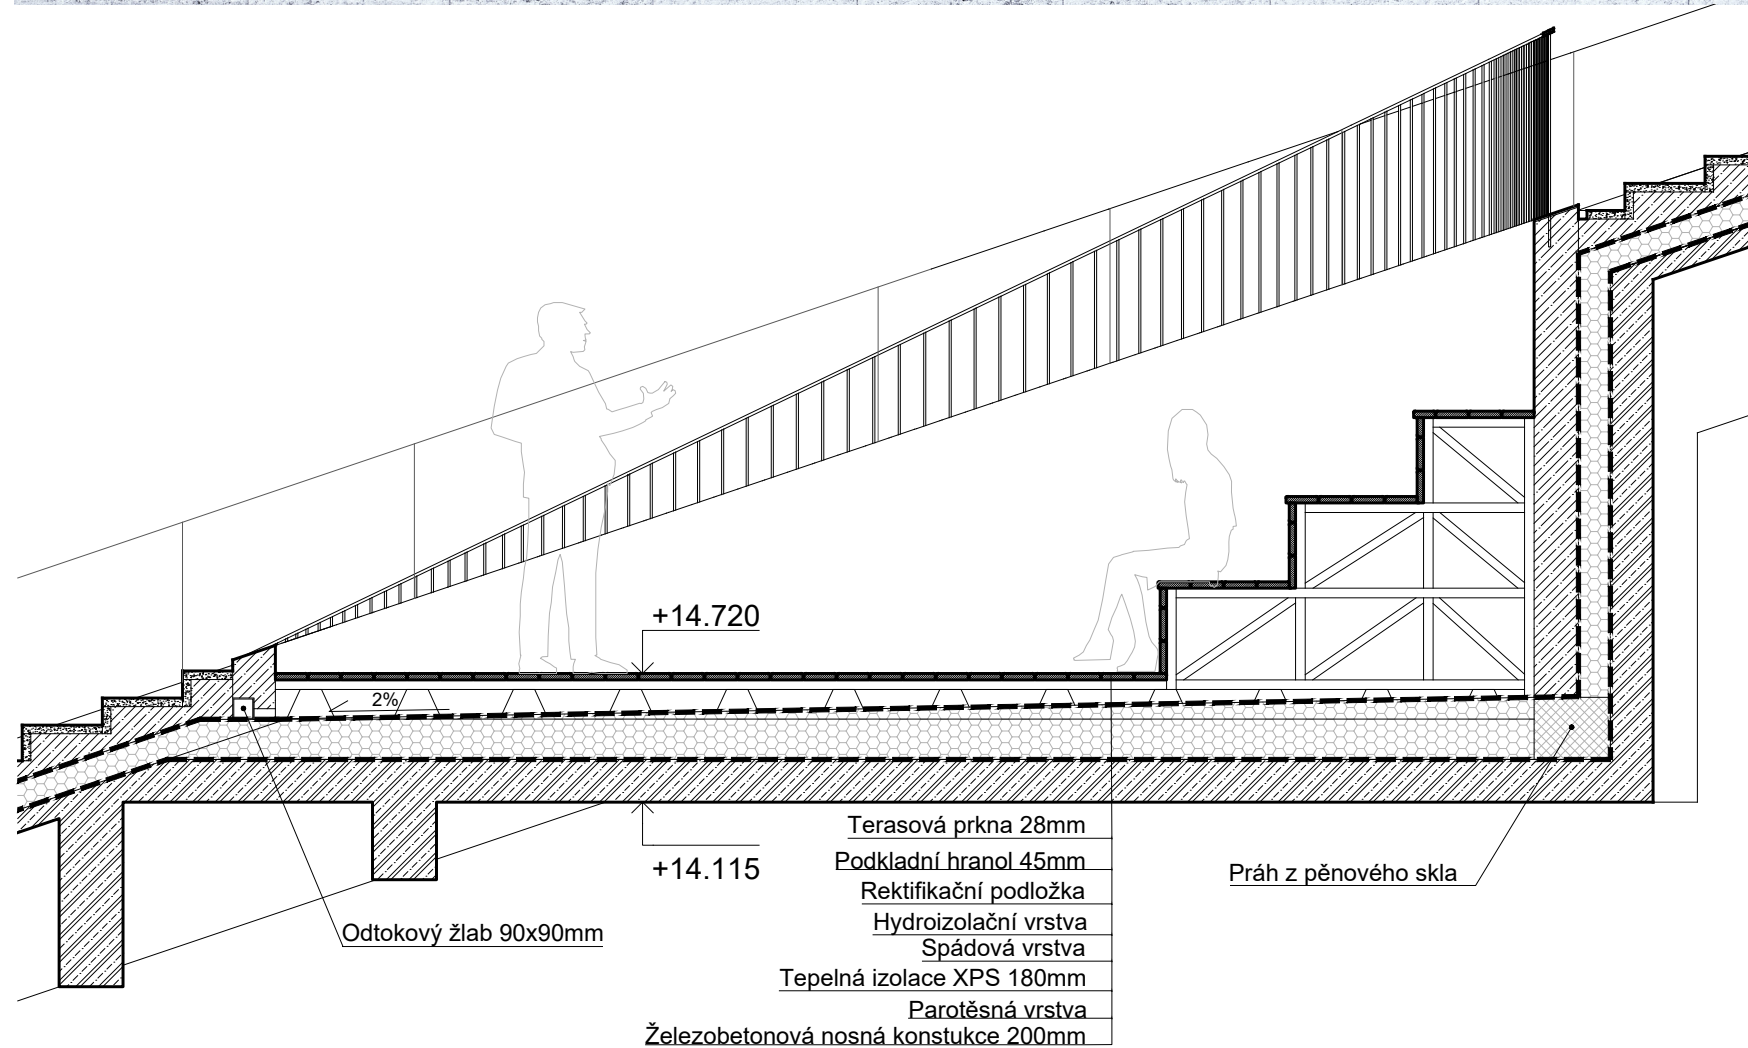 +14.720
2%
+14.115
Terasová prkna 28mm
Podkladní hranol 45mm
Rektifikační podložka
Hydroizolační vrstva
Spádová vrstva
Tepelná izolace XPS 180mm
Parotěsná vrstva
Železobetonová nosná konstukce 200mm
Práh z pěnového skla
Odtokový žlab 90x90mm